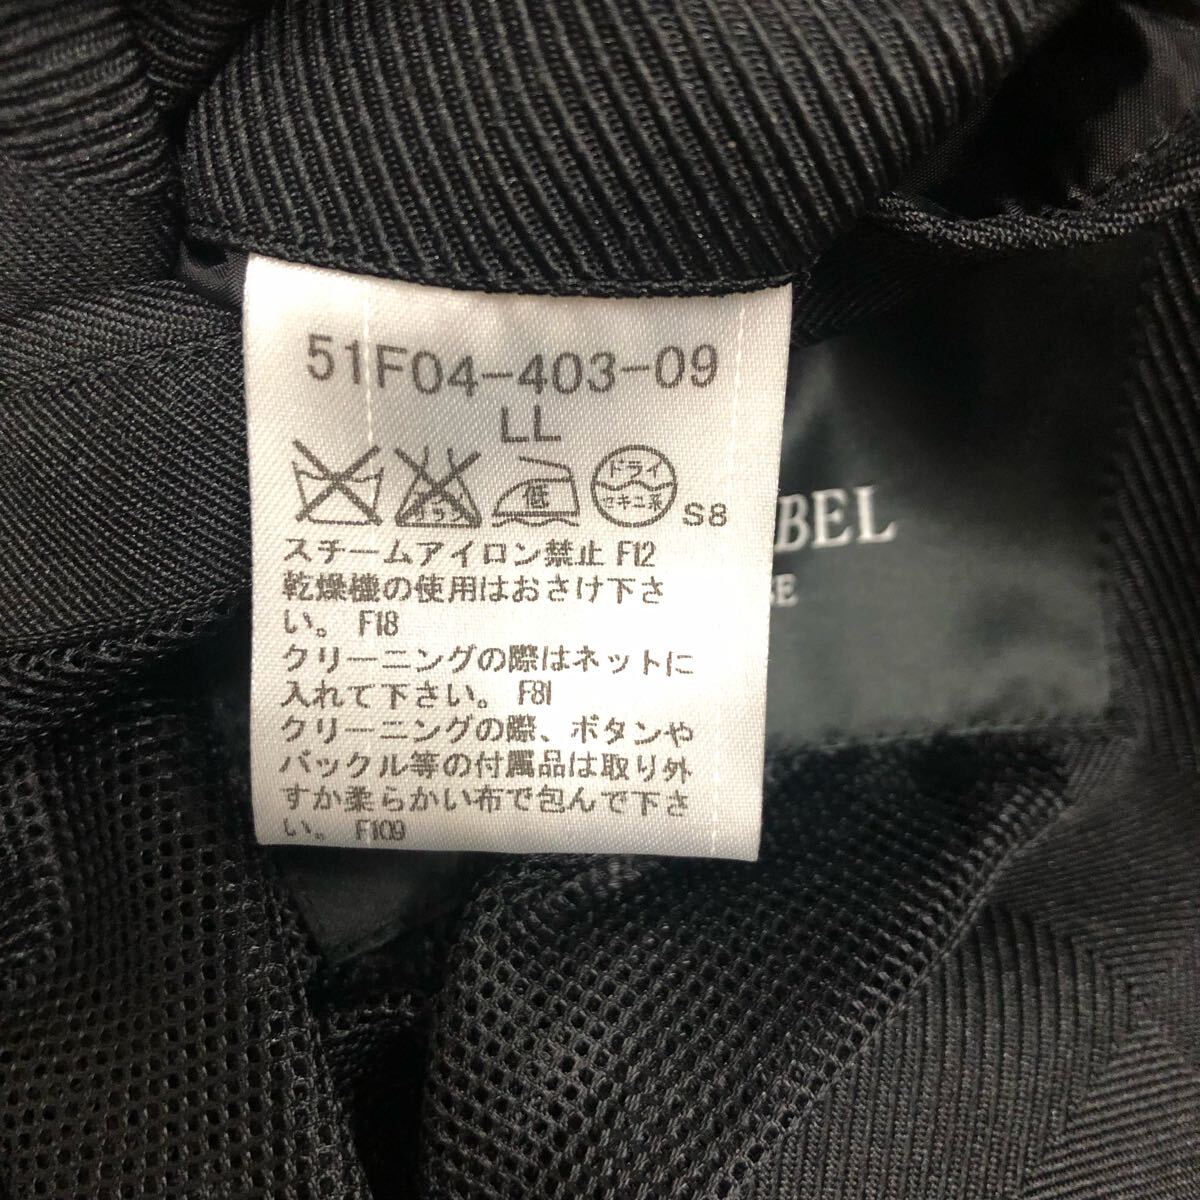 51F04-403-09
LL
ドライ
低
セキユ系
S8
スチームアイロン禁止 F12
乾燥機の使用はおさけ下さ
い。 F18
クリーニングの際はネットに
入れて下さい。 F81
クリーニングの際、ボタンや
バックル等の付属品は取り外
すか柔らかい布で包んで下さ
い。 F109
BEL
SE